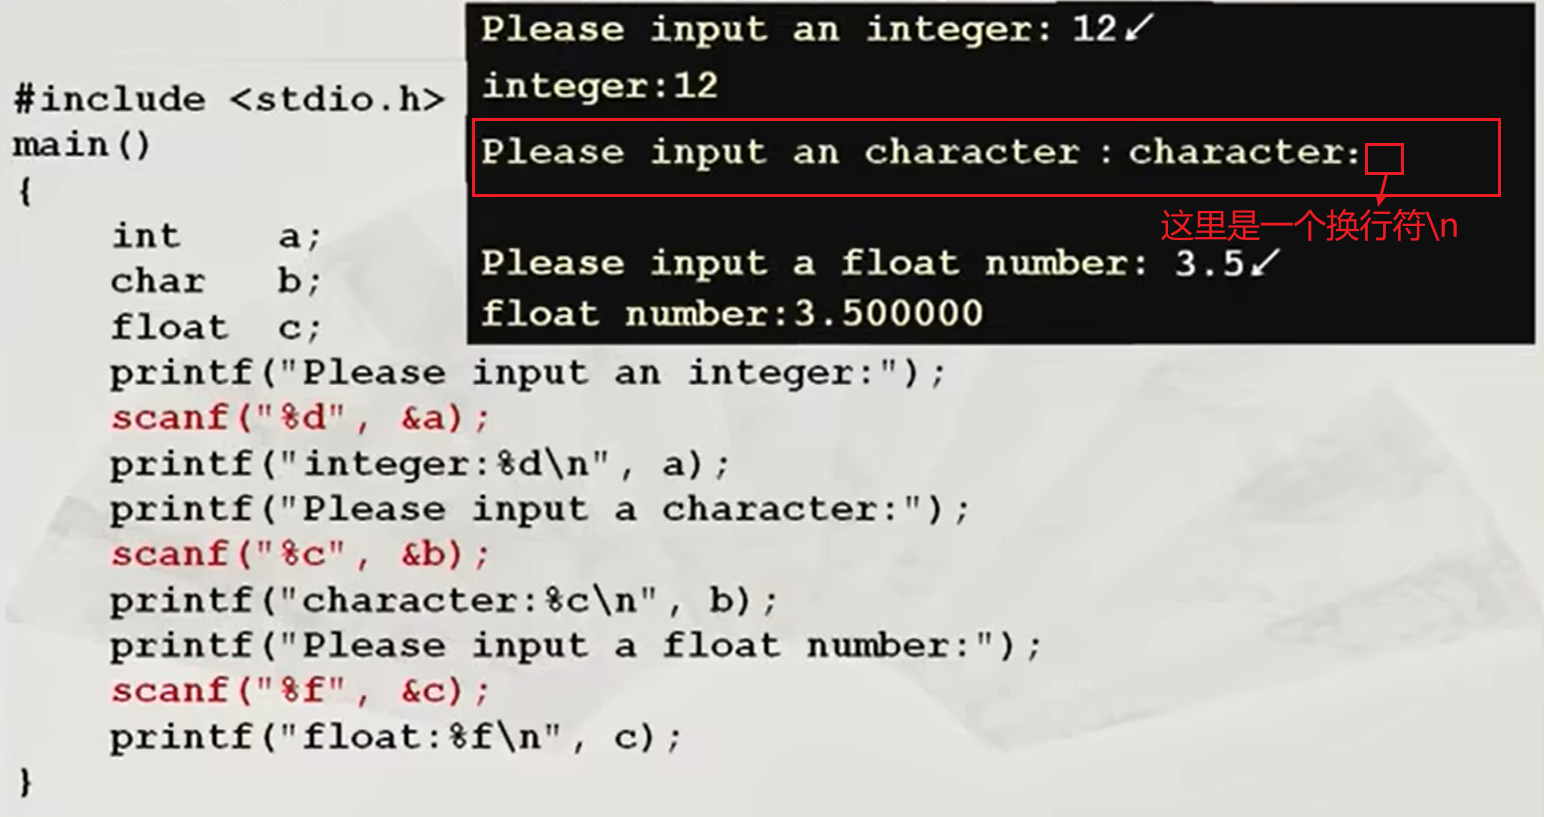 Please input an integer: 12↙
integer:12
Please input an character : character:
这里是一个换行符\n
Please input a float number: 3.5↙
float number:3.500000
#include <stdio.h>
main()
{
    int    a;
    char   b;
    float  c;
    printf("Please input an integer:");
    scanf("%d", &a);
    printf("integer:%d\n", a);
    printf("Please input a character:");
    scanf("%c", &b);
    printf("character:%c\n", b);
    printf("Please input a float number:");
    scanf("%f", &c);
    printf("float:%f\n", c);
}